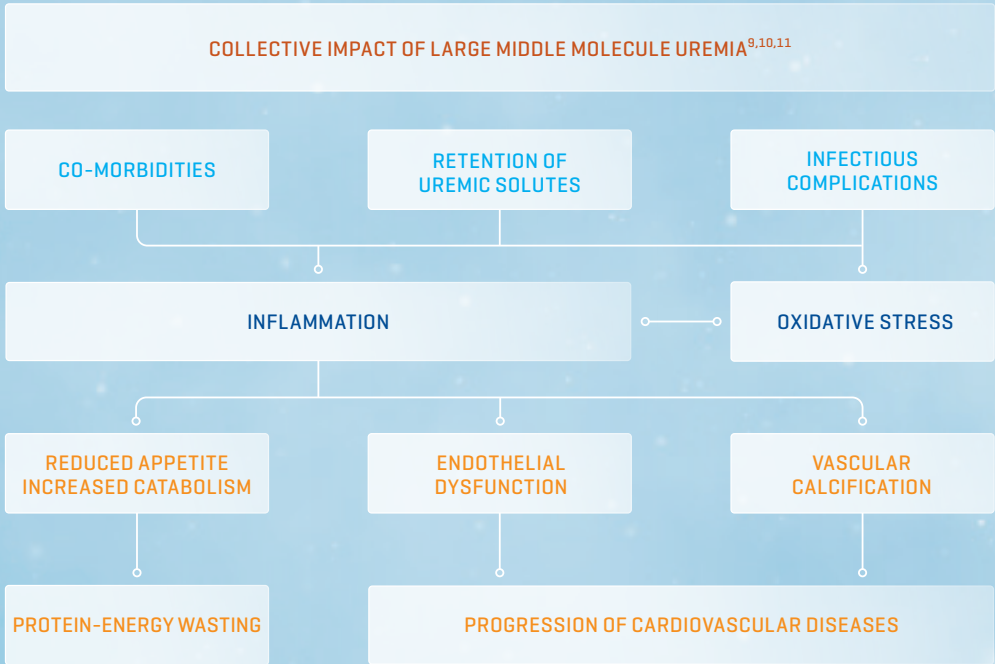 COLLECTIVE IMPACT OF LARGE MIDDLE MOLECULE UREMIA9,10,11
CO-MORBIDITIES
RETENTION OF
UREMIC SOLUTES
INFECTIOUS
COMPLICATIONS
INFLAMMATION
OXIDATIVE STRESS
REDUCED APPETITE
INCREASED CATABOLISM
ENDOTHELIAL
DYSFUNCTION
VASCULAR
CALCIFICATION
PROTEIN-ENERGY WASTING
PROGRESSION OF CARDIOVASCULAR DISEASES